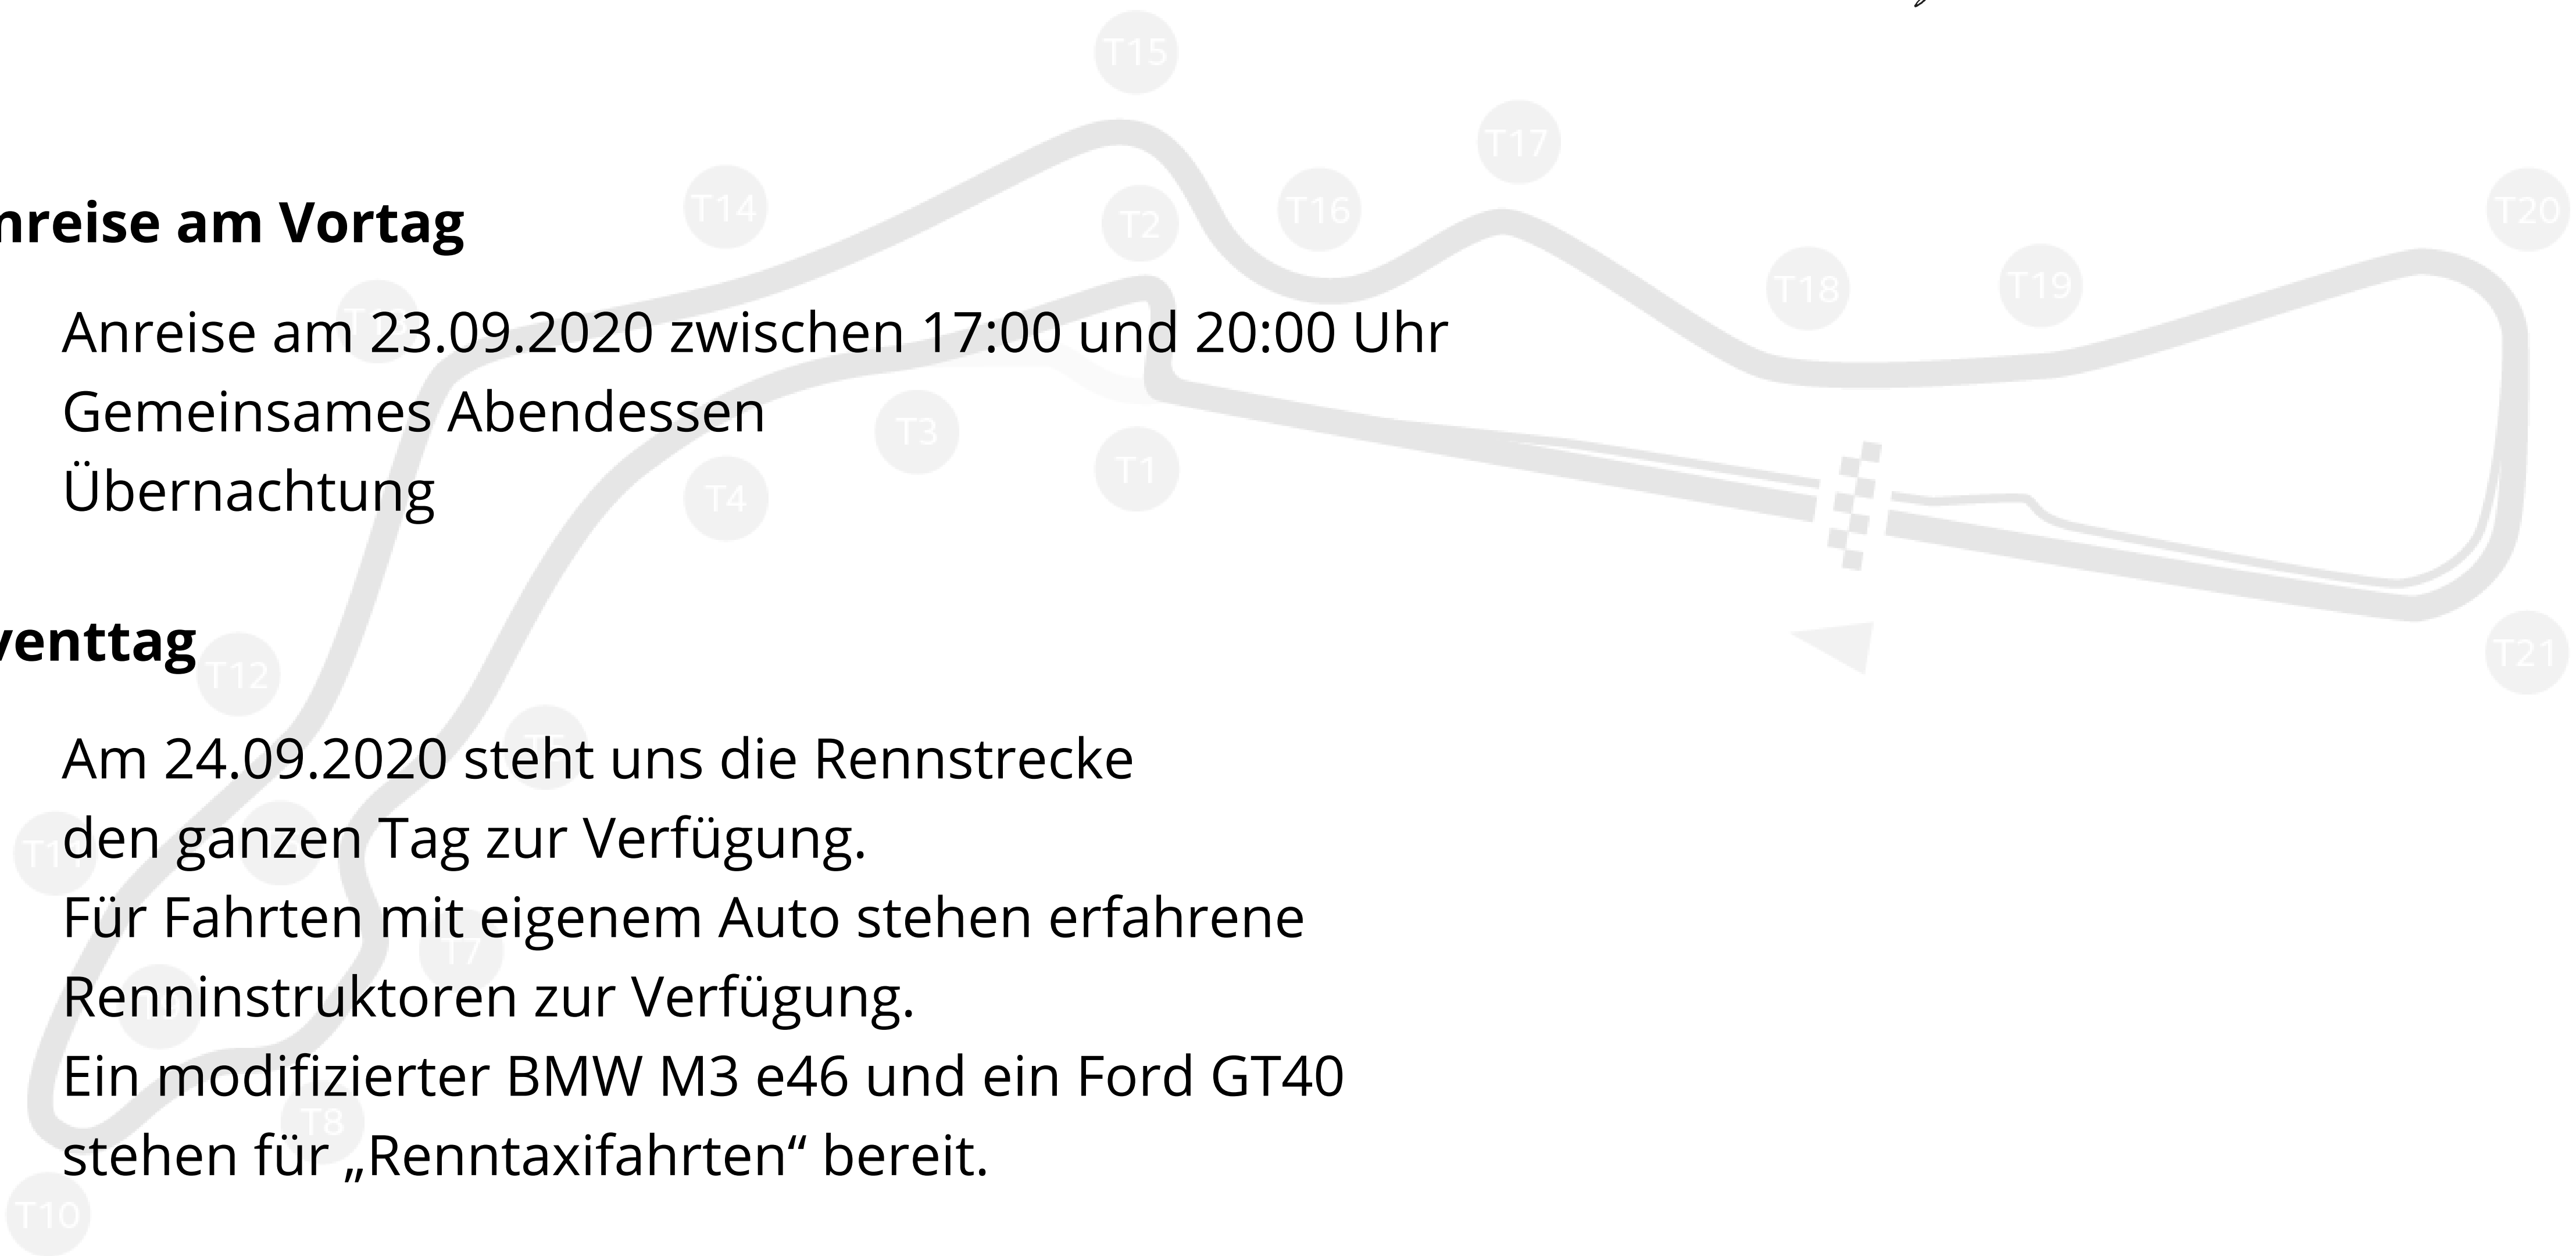 T15
T17
T14
T2
T16
T20
nreise am Vortag
T18
T19
Anreise am 23.09.2020 zwischen 17:00 und 20:00 Uhr
Gemeinsames Abendessen
T3
T1
Übernachtung
T4
venttag
T12
T21
Am 24.09.2020 steht uns die Rennstrecke
den ganzen Tag zur Verfügung.
Für Fahrten mit eigenem Auto stehen erfahrene
T7
Renninstruktoren zur Verfügung.
Ein modifizierter BMW M3 e46 und ein Ford GT40
T8
stehen für „Renntaxifahrten“ bereit.
T10